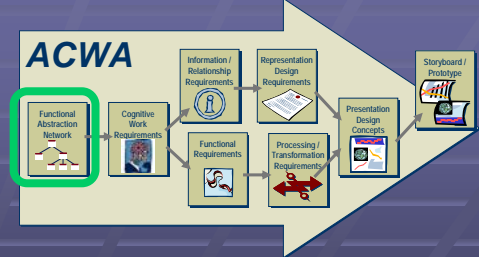 ACWA
Functional
Abstraction
Network
Cognitive
Work
Requirements
Information /
Relationship
Requirements
Representation
Design
Requirements
Functional
Requirements
Processing /
Transformation
Requirements
Presentation
Design
Concepts
Storyboard /
Prototype